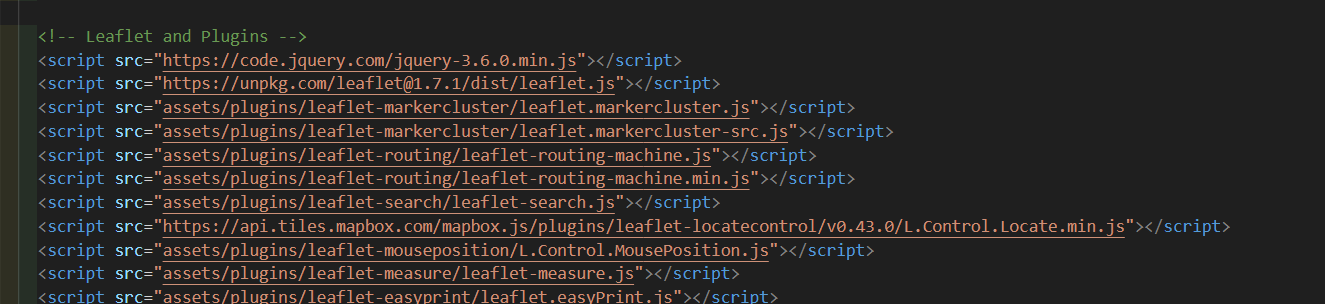 <!-- Leaflet and Plugins -->
<script src="https://code.jquery.com/jquery-3.6.0.min.js"></script>
<script src="https://unpkg.com/leaflet@1.7.1/dist/leaflet.js"></script>
<script src="assets/plugins/leaflet-markercluster/leaflet.markercluster.js"></script>
<script src="assets/plugins/leaflet-markercluster/leaflet.markercluster-src.js"></script>
<script src="assets/plugins/leaflet-routing/leaflet-routing-machine.js"></script>
<script src="assets/plugins/leaflet-routing/leaflet-routing-machine.min.js"></script>
<script src="assets/plugins/leaflet-search/leaflet-search.js"></script>
<script src="https://api.tiles.mapbox.com/mapbox.js/plugins/leaflet-locatecontrol/v0.43.0/L.Control.Locate.min.js"></script>
<script src="assets/plugins/leaflet-mouseposition/L.Control.MousePosition.js"></script>
<script src="assets/plugins/leaflet-measure/leaflet-measure.js"></script>
<script src="assets/plugins/leaflet-easyprint/leaflet.easyPrint.js"></script>